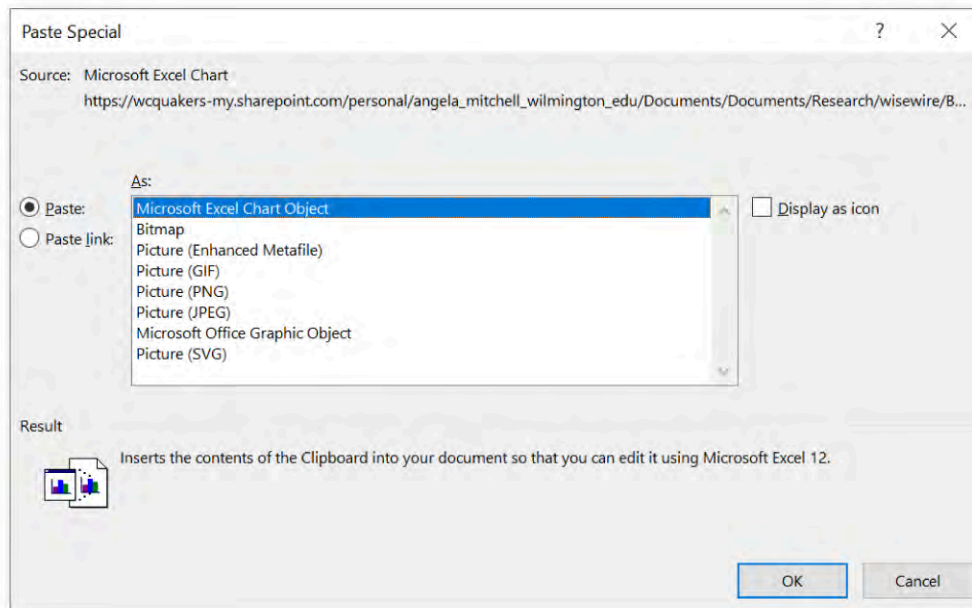 Paste Special
?
Source: Microsoft Excel Chart
https://wcquakers-my.sharepoint.com/personal/angela_mitchell_wilmington_edu/Documents/Documents/Research/wisewire/B...
As:
Paste:
Paste link:
Microsoft Excel Chart Object
Bitmap
Picture (Enhanced Metafile)
Picture (GIF)
Picture (PNG)
Picture (JPEG)
Microsoft Office Graphic Object
Picture (SVG)
Display as icon
Result
Inserts the contents of the Clipboard into your document so that you can edit it using Microsoft Excel 12.
OK
Cancel